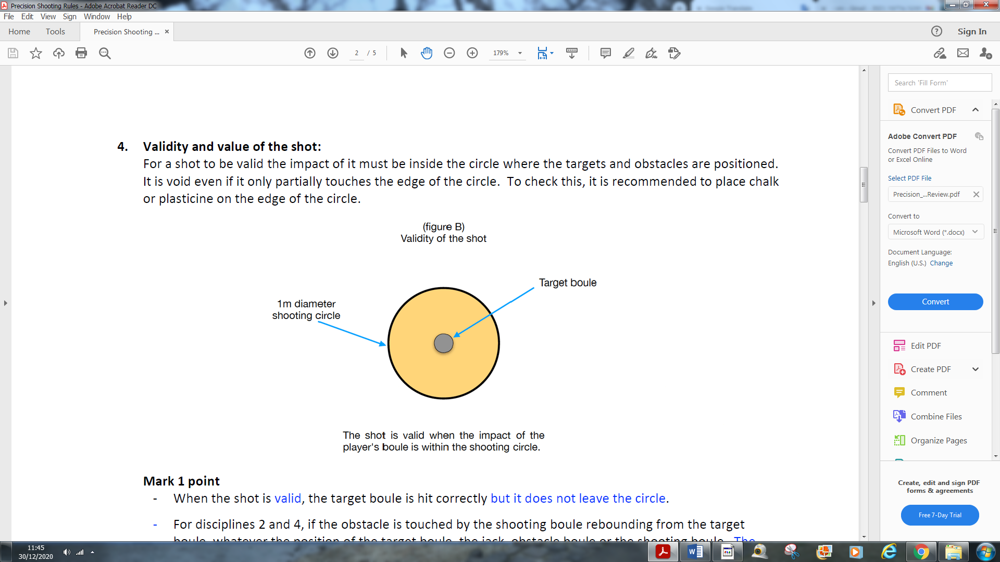 Precision Shooting Rules - Adobe Acrobat Reader DC
File Edit View Sign Window Help
Home Tools Precision Shooting ... × Sign In
2 / 5 179%
4. Validity and value of the shot:
For a shot to be valid the impact of it must be inside the circle where the targets and obstacles are positioned.
It is void even if it only partially touches the edge of the circle. To check this, it is recommended to place chalk
or plasticine on the edge of the circle.
(figure B)
Validity of the shot
Target boule
1m diameter
shooting circle
The shot is valid when the impact of the
player's boule is within the shooting circle.
Mark 1 point
- When the shot is valid, the target boule is hit correctly but it does not leave the circle.
- For disciplines 2 and 4, if the obstacle is touched by the shooting boule rebounding from the target
boule, whatever the position of the target boule, the jack, obstacle boule or the shooting boule. The
Search 'Fill Form'
Convert PDF
Adobe Convert PDF
Convert PDF Files to Word
or Excel Online
Select PDF File
Precision_...Review.pdf
Convert to
Microsoft Word (*.docx)
Document Language:
English (U.S.) Change
Convert
Edit PDF
Create PDF
Comment
Combine Files
Organize Pages
Create, edit and sign PDF
forms & agreements
Free 7-Day Trial
11:45
30/12/2020